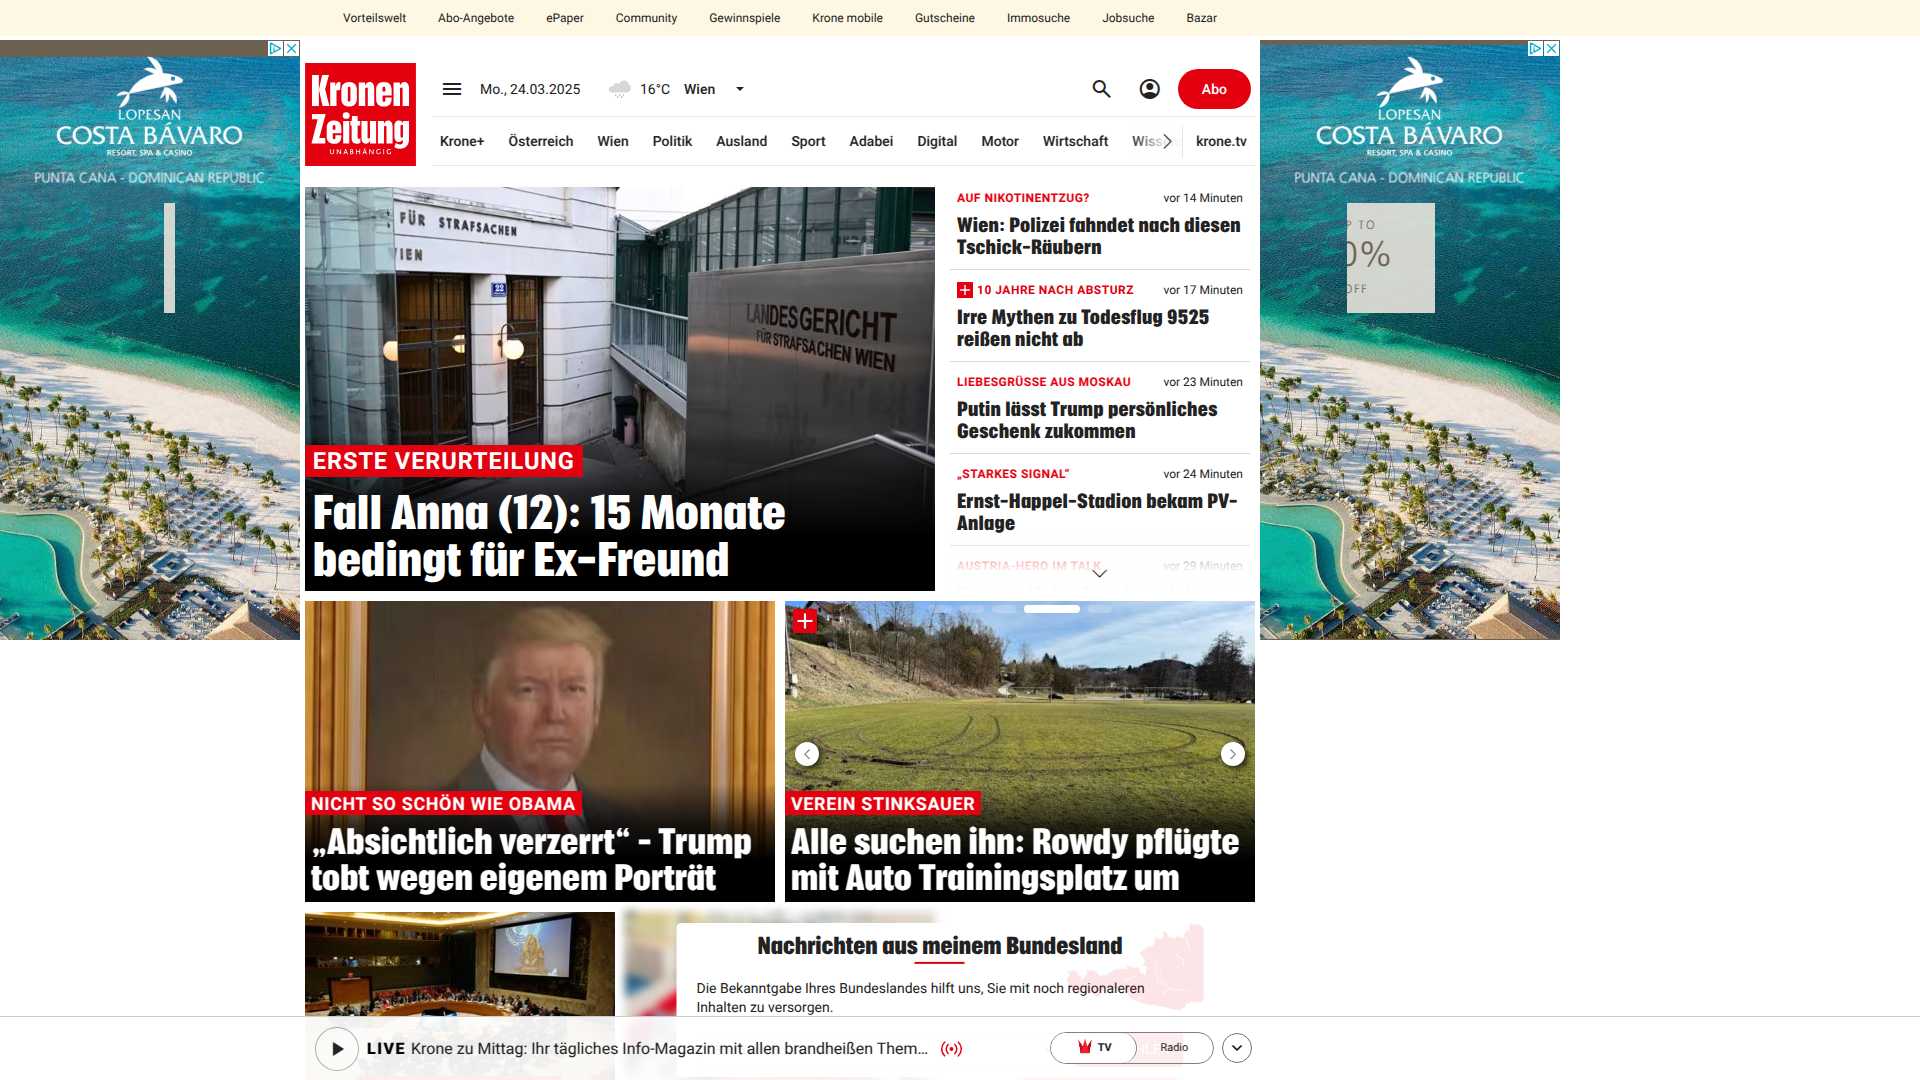 Vorteilswelt Abo-Angebote ePaper Community Gewinnspiele Krone mobile Gutscheine Immosuche Jobsuche Bazar
LOPESAN
COSTA BÁVARO
RESORT, SPA & CASINO
PUNTA CANA - DOMINICAN REPUBLIC
Kronen
Zeitung
UNABHÄNGIG
Mo., 24.03.2025 16°C Wien
Abo
Krone+ Österreich Wien Politik Ausland Sport Adabei Digital Motor Wirtschaft krone.tv
FÜR STRAFSACHEN
WIEN
22
LANDESGERICHT
FÜR STRAFSACHEN WIEN
ERSTE VERURTEILUNG
Fall Anna (12): 15 Monate
bedingt für Ex-Freund
AUF NIKOTINENTZUG? vor 14 Minuten
Wien: Polizei fahndet nach diesen
Tschick-Räubern
10 JAHRE NACH ABSTURZ vor 17 Minuten
Irre Mythen zu Todesflug 9525
reißen nicht ab
LIEBESGRÜSSE AUS MOSKAU vor 23 Minuten
Putin lässt Trump persönliches
Geschenk zukommen
„STARKES SIGNAL“ vor 24 Minuten
Ernst-Happel-Stadion bekam PV-
Anlage
AUSTRIA-HERO IM TALK vor 29 Minuten
LOPESAN
COSTA BÁVARO
RESORT, SPA & CASINO
PUNTA CANA - DOMINICAN REPUBLIC
TO
0%
OFF
NICHT SO SCHÖN WIE OBAMA
„Absichtlich verzerrt“ - Trump
tobt wegen eigenem Porträt
VEREIN STINKSAUER
Alle suchen ihn: Rowdy pflügte
mit Auto Trainingsplatz um
Nachrichten aus meinem Bundesland
Die Bekanntgabe Ihres Bundeslandes hilft uns, Sie mit noch regionaleren
Inhalten zu versorgen.
LIVE Krone zu Mittag: Ihr tägliches Info-Magazin mit allen brandheißen Them...
TV Radio